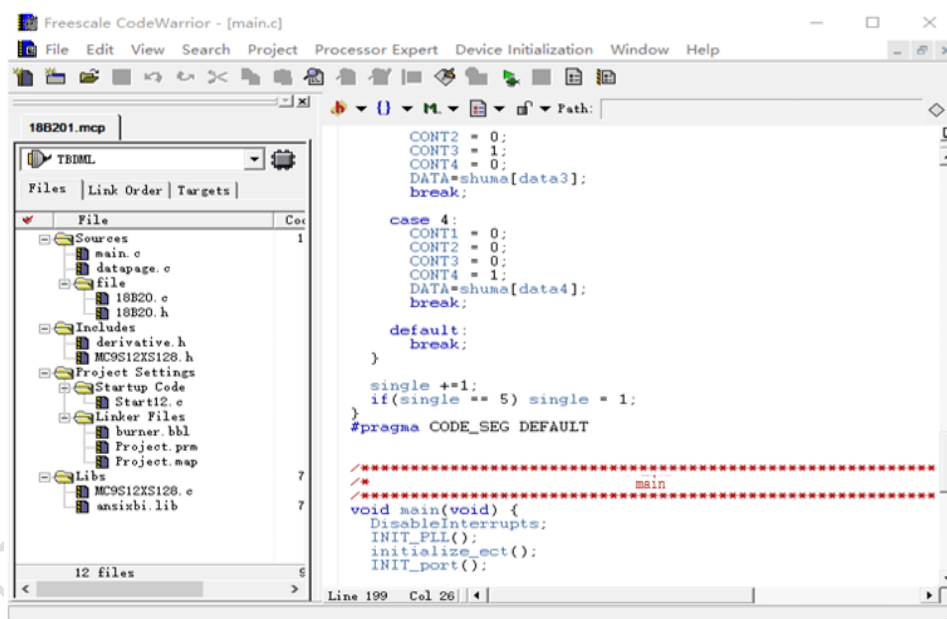 Freescale CodeWarrior - [main.c]
File Edit View Search Project Processor Expert Device Initialization Window Help
{} M. Path:
18B201.mcp
TBDML
Files Link Order Targets
File
Sources 1
main.c
datapage.c
file
18B20.c
18B20.h
Includes
derivative.h
MC9S12XS128.h
Project Settings
Startup Code
Start12.c
Linker Files
burner.bbl
Project.prm
Project.map
Libs 7
MC9S12XS128.c
ansixbi.lib 7
12 files
CONT2 = 0;
CONT3 = 1;
CONT4 = 0;
DATA=shuma[data3];
break;
case 4:
CONT1 = 0;
CONT2 = 0;
CONT3 = 0;
CONT4 = 1;
DATA=shuma[data4];
break;
default:
break;
}
single +=1;
if(single == 5) single = 1;
}
#pragma CODE_SEG DEFAULT
/*********************************************************************
/* main
/*********************************************************************
void main(void) {
DisableInterrupts;
INIT_PLL();
initialize_ect();
INIT_port();
Line 199 Col 26